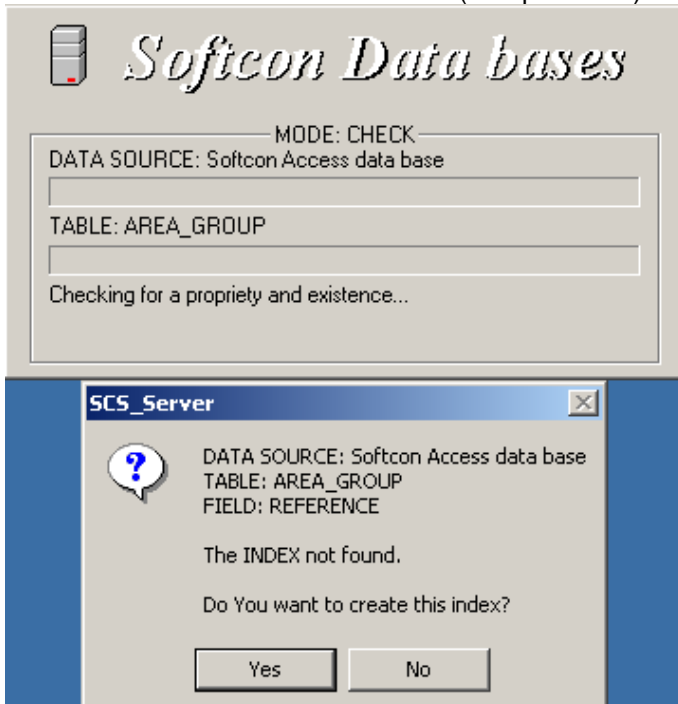 Softcon Data bases
MODE: CHECK
DATA SOURCE: Softcon Access data base
TABLE: AREA_GROUP
Checking for a propriety and existence...
SCS_Server
DATA SOURCE: Softcon Access data base
TABLE: AREA_GROUP
FIELD: REFERENCE
The INDEX not found.
Do You want to create this index?
Yes No